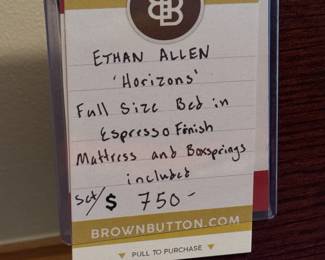 BB
ETHAN ALLEN
'Horizons'
Full Size Bed in
Espresso Finish
Mattress and Boxsprings
included
Set/ $ 750-
BROWNBUTTON.COM
PULL TO PURCHASE